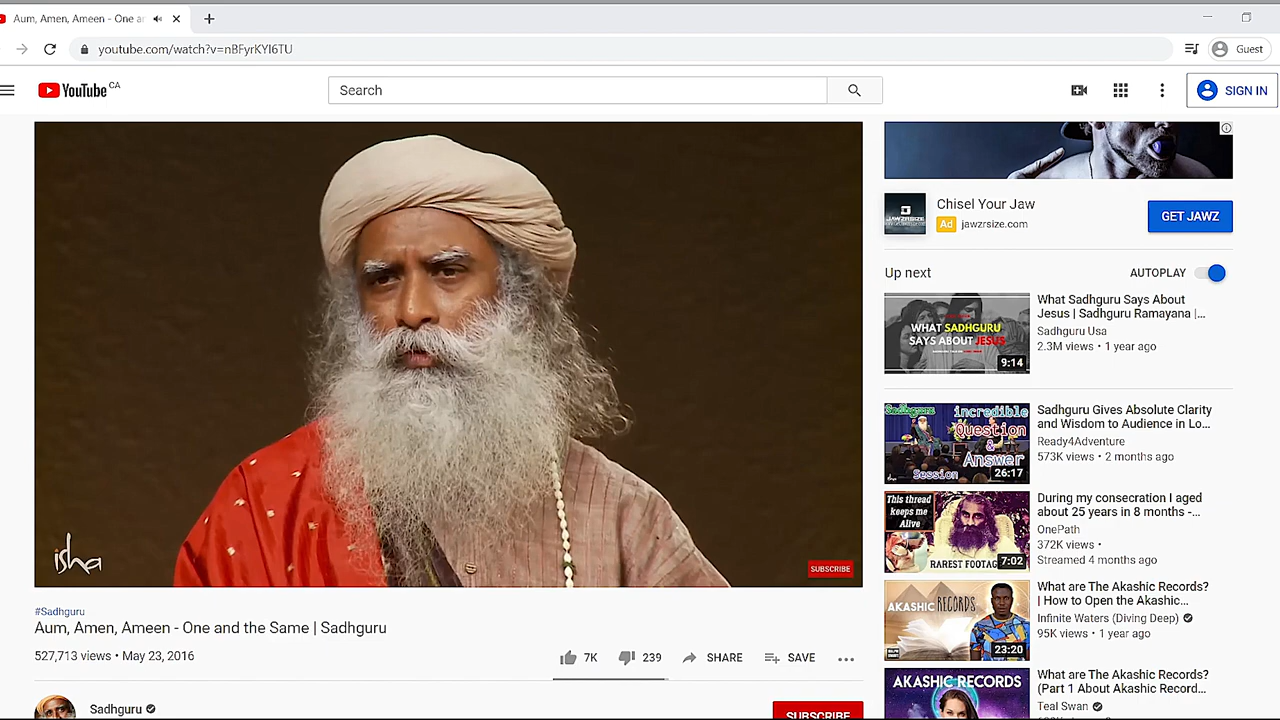 Aum, Amen, Ameen - One a
youtube.com/watch?v=nBFyrKYI6TU
Guest
YouTube CA
Search
SIGN IN
isha
SUBSCRIBE
#Sadhguru
Aum, Amen, Ameen - One and the Same | Sadhguru
527,713 views • May 23, 2016
7K
239
SHARE
SAVE
Sadhguru
SUBSCRIBE
JAWZRSIZE
Chisel Your Jaw
Ad jawzrsize.com
GET JAWZ
Up next
AUTOPLAY
WHAT SADHGURU
SAYS ABOUT JESUS
9:14
What Sadhguru Says About
Jesus | Sadhguru Ramayana |...
Sadhguru Usa
2.3M views • 1 year ago
Sadhguru incredible
Question
&
Answer
Session
26:17
Sadhguru Gives Absolute Clarity
and Wisdom to Audience in Lo...
Ready4Adventure
573K views • 2 months ago
This thread
keeps me
Alive
RAREST FOOTAG
7:02
During my consecration I aged
about 25 years in 8 months -...
OnePath
372K views •
Streamed 4 months ago
AKASHIC RECORDS
23:20
What are The Akashic Records?
| How to Open the Akashic...
Infinite Waters (Diving Deep)
95K views • 1 year ago
AKASHIC RECORDS
What are The Akashic Records?
(Part 1 About Akashic Record...
Teal Swan